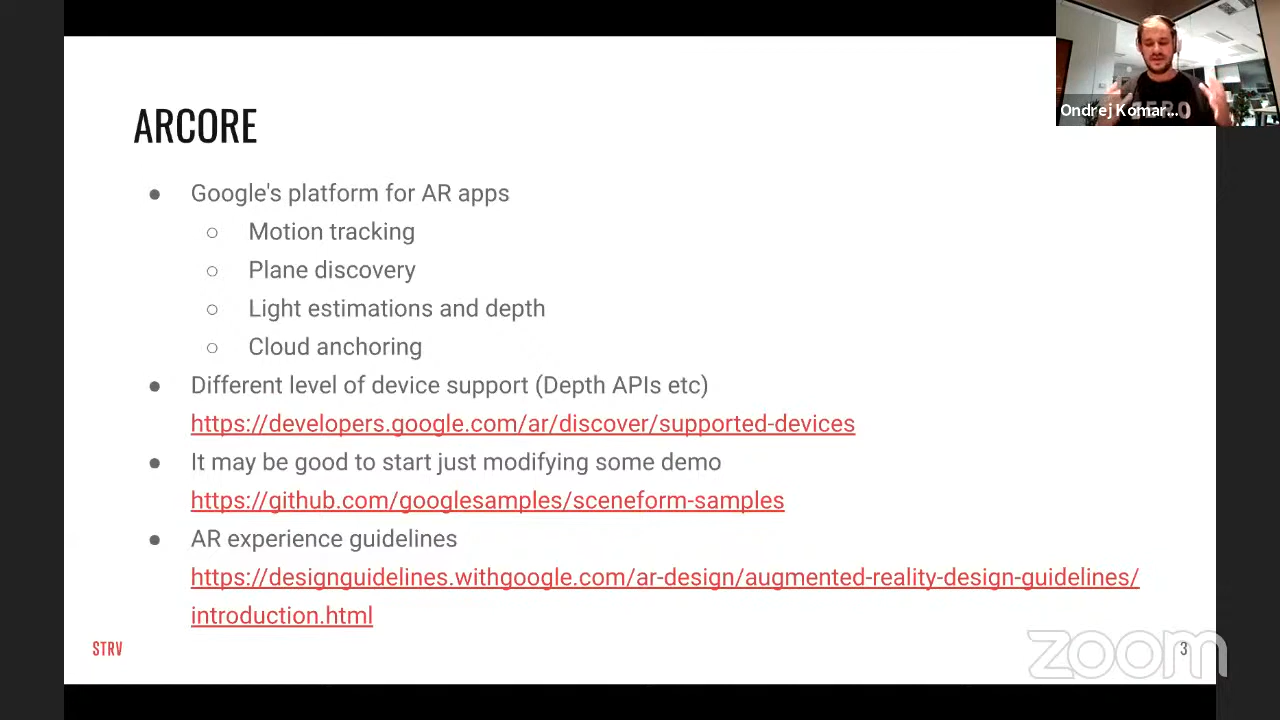 ARCORE
● Google's platform for AR apps
○ Motion tracking
○ Plane discovery
○ Light estimations and depth
○ Cloud anchoring
● Different level of device support (Depth APIs etc)
https://developers.google.com/ar/discover/supported-devices
● It may be good to start just modifying some demo
https://github.com/googlesamples/sceneform-samples
● AR experience guidelines
https://designguidelines.withgoogle.com/ar-design/augmented-reality-design-guidelines/
introduction.html
STRV
3
zoom
Ondrej Komar...
ZERO